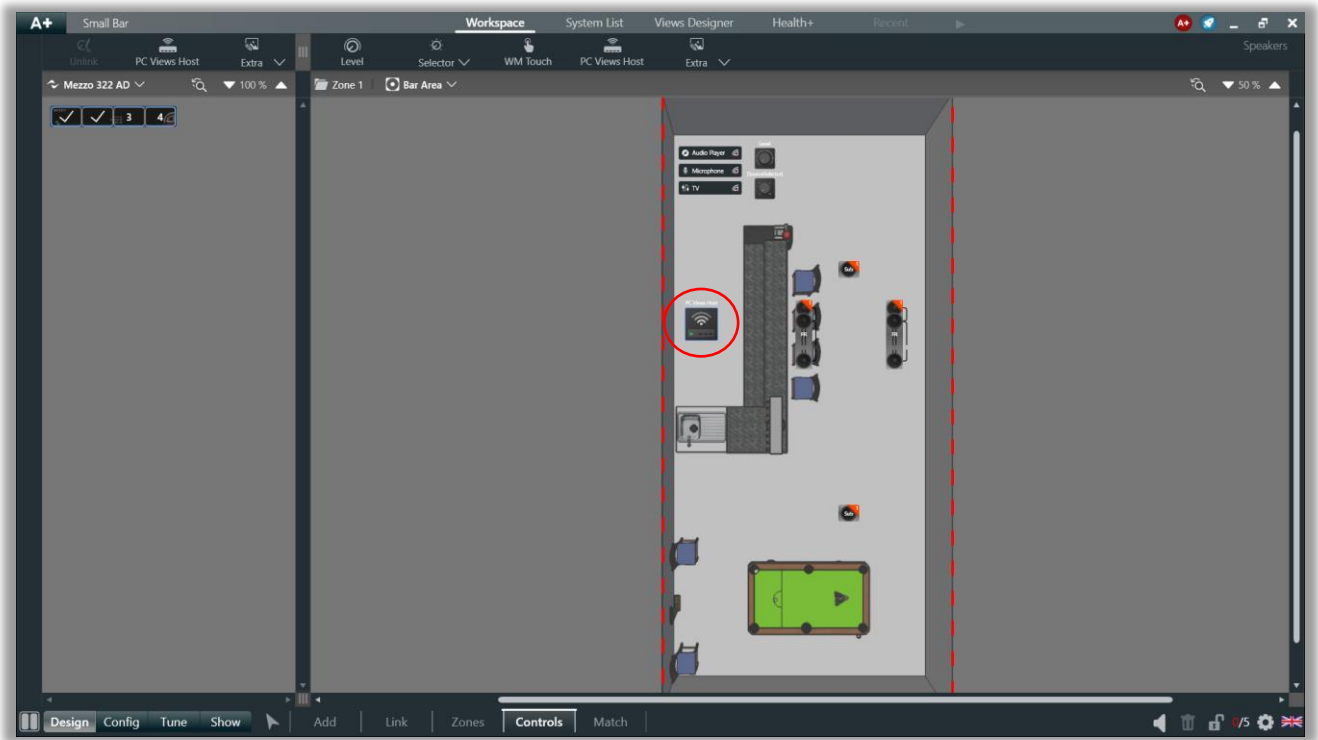 A+ Small Bar Workspace System List Views Designer Health+ Recent A+
Unlink PC Views Host Extra Level Selector WM Touch PC Views Host Extra Speakers
Mezzo 322 AD 100 % Zone 1 Bar Area 50 %
3 4
Level
Audio Player
Microphone
TV
Sub
PC Views Host
Sub
Design Config Tune Show Add Link Zones Controls Match 0/5